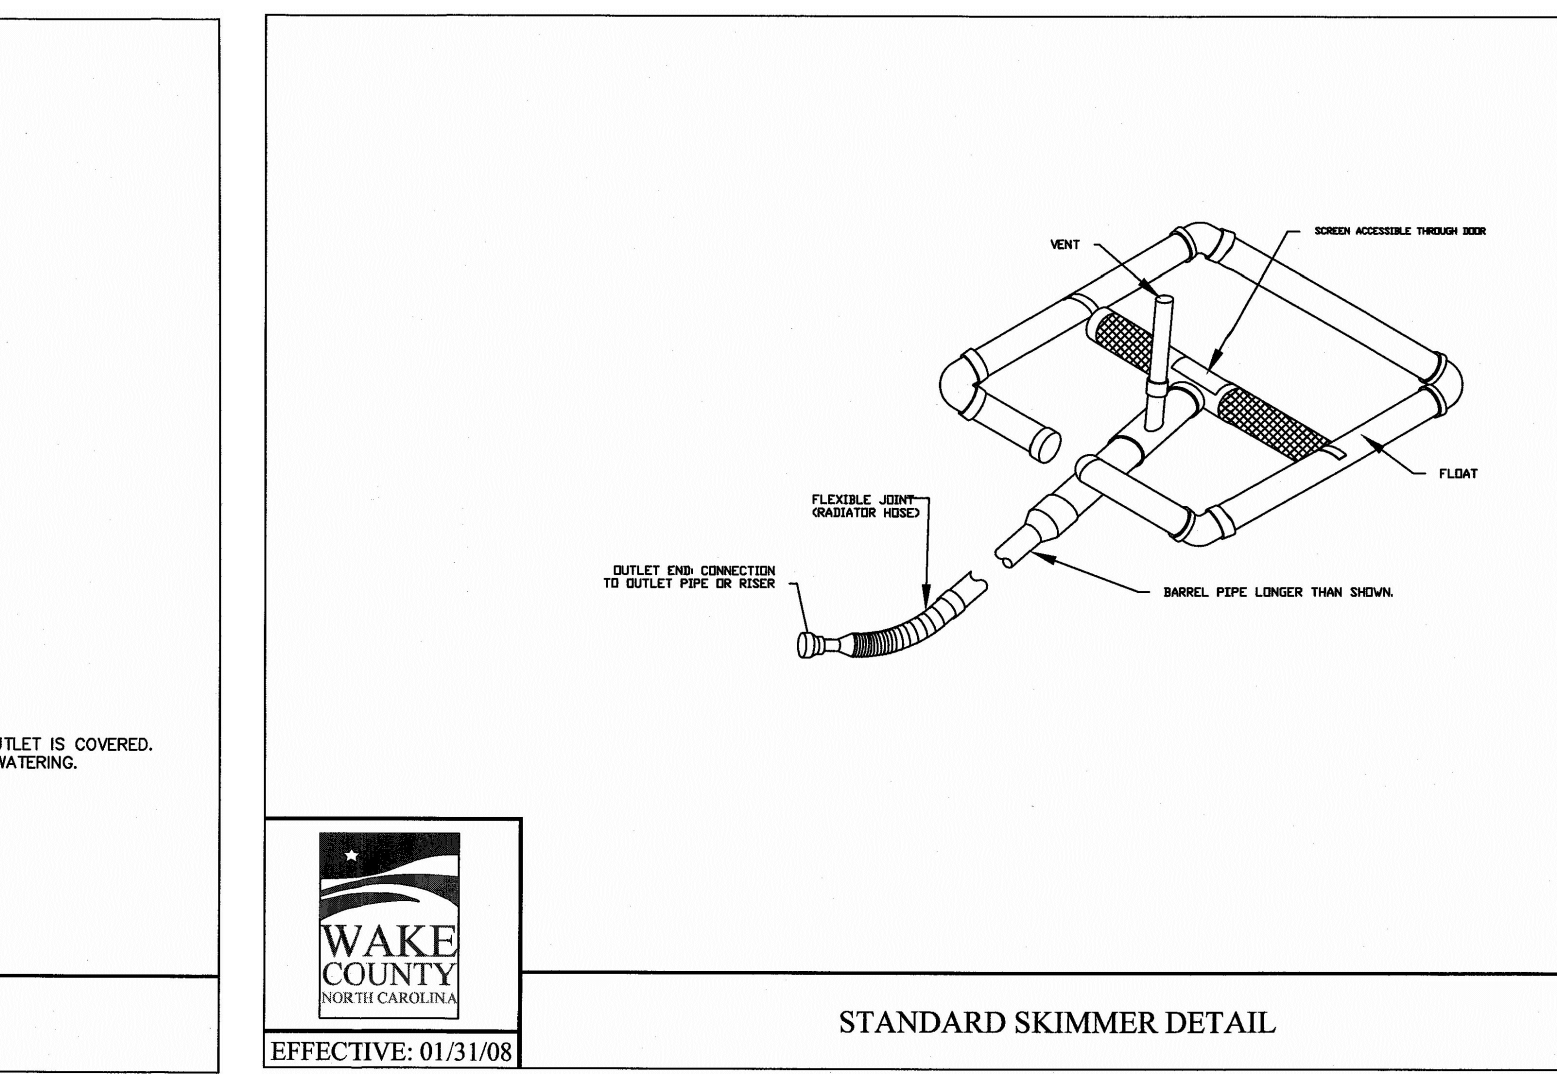 UTLET IS COVERED.
WATERING.
VENT
SCREEN ACCESSIBLE THROUGH DOOR
FLOAT
FLEXIBLE JOINT
(RADIATOR HOSE)
OUTLET END: CONNECTION
TO OUTLET PIPE OR RISER
BARREL PIPE LONGER THAN SHOWN.
WAKE
COUNTY
NORTH CAROLINA
EFFECTIVE: 01/31/08
STANDARD SKIMMER DETAIL